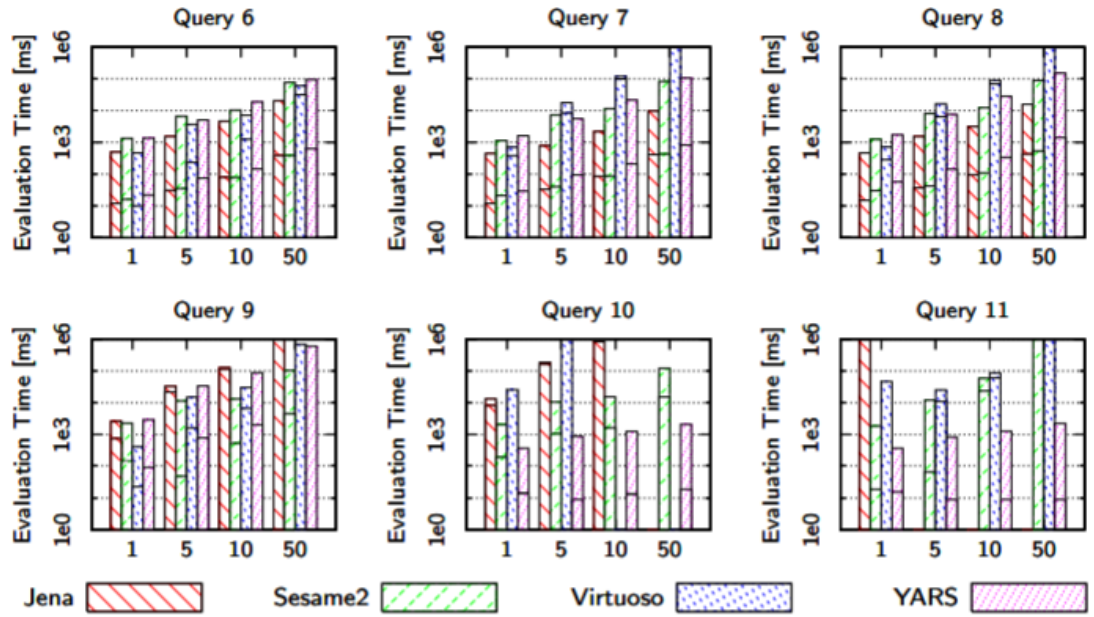 Query 6
Query 7
Query 8
Evaluation Time [ms]
1e6
1e3
1e0
1 5 10 50
Evaluation Time [ms]
1e6
1e3
1e0
1 5 10 50
Evaluation Time [ms]
1e6
1e3
1e0
1 5 10 50
Query 9
Query 10
Query 11
Evaluation Time [ms]
1e6
1e3
1e0
1 5 10 50
Evaluation Time [ms]
1e6
1e3
1e0
1 5 10 50
Evaluation Time [ms]
1e6
1e3
1e0
1 5 10 50
Jena Sesame2 Virtuoso YARS